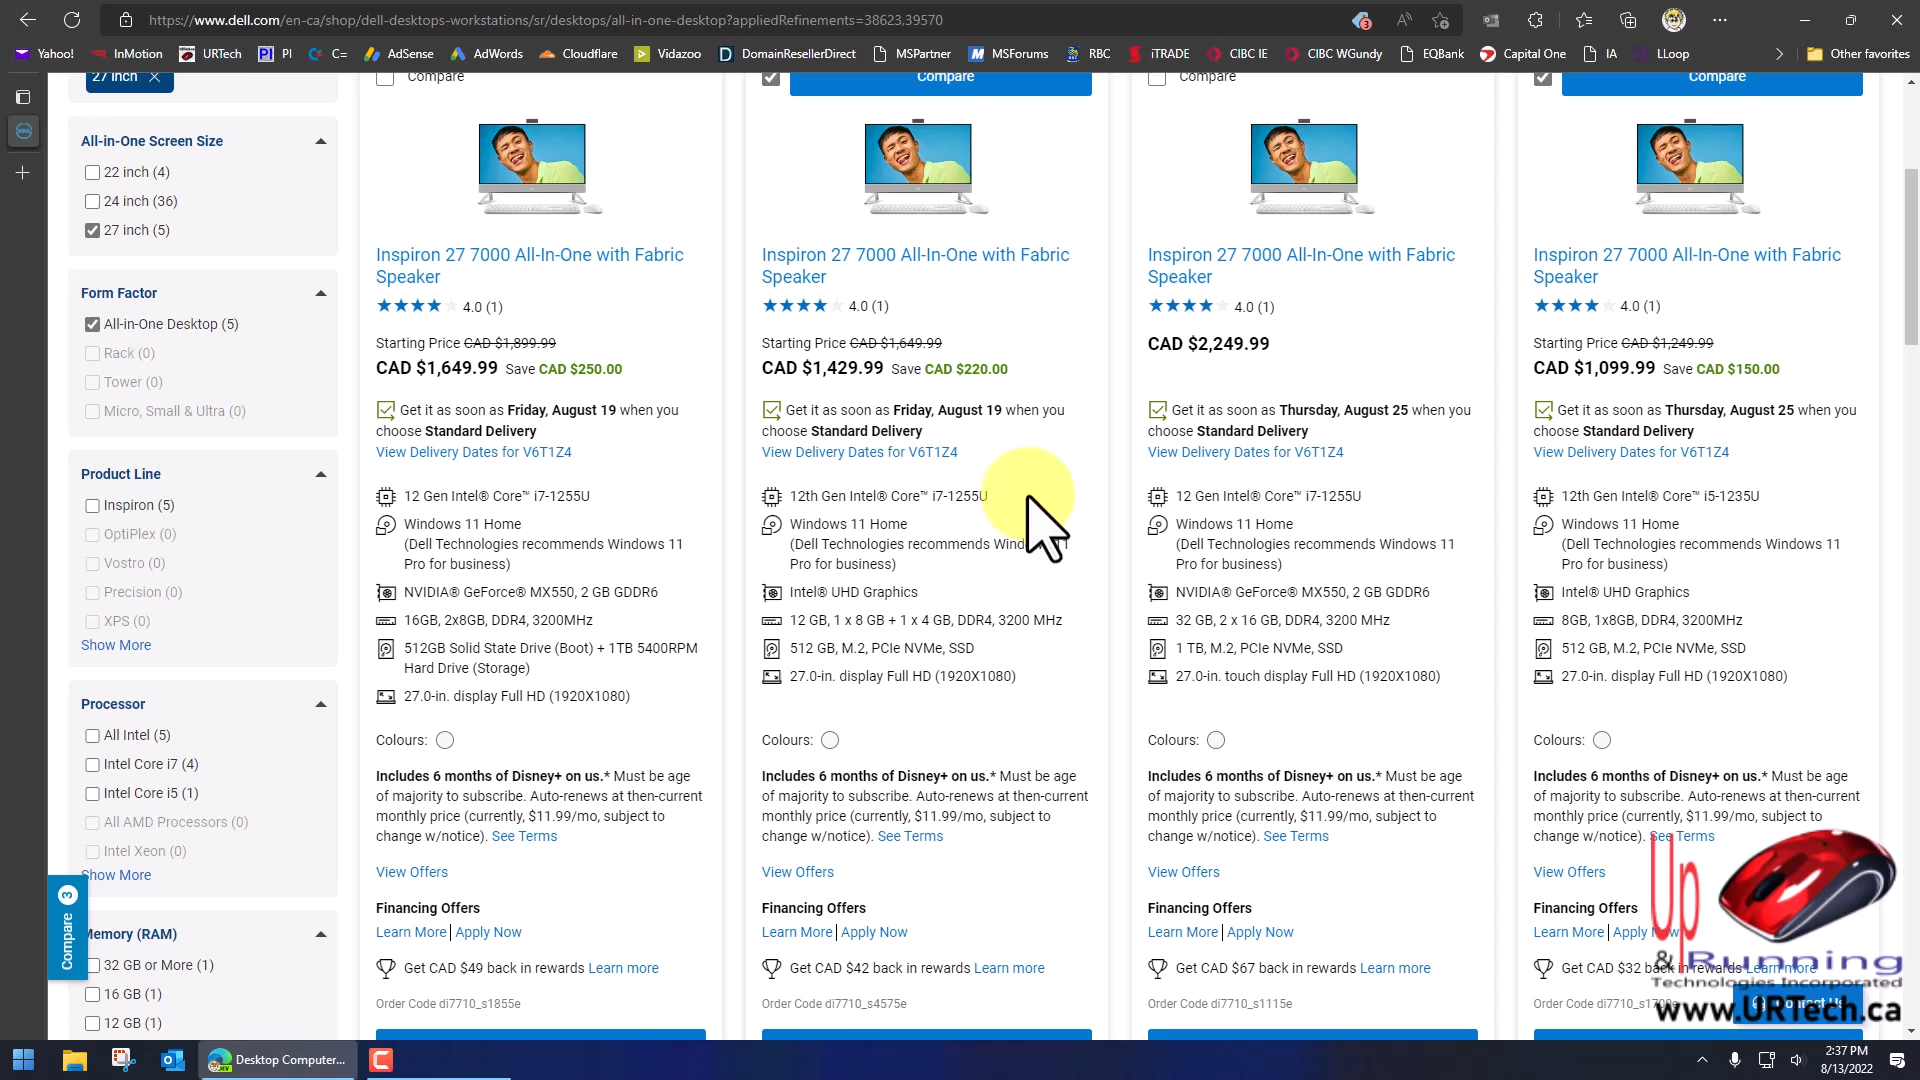 https://www.dell.com/en-ca/shop/dell-desktops-workstations/sr/desktops/all-in-one-desktop?appliedRefinements=38623,39570
Yahoo! InMotion URTech PI C= AdSense AdWords Cloudflare Vidazoo DomainResellerDirect MSPartner MSForums RBC iTRADE CIBC IE CIBC WGundy EQBank Capital One IA LLoop Other favorites
27 inch
All-in-One Screen Size
22 inch (4)
24 inch (36)
27 inch (5)
Form Factor
All-in-One Desktop (5)
Rack (0)
Tower (0)
Micro, Small & Ultra (0)
Product Line
Inspiron (5)
OptiPlex (0)
Vostro (0)
Precision (0)
XPS (0)
Show More
Processor
All Intel (5)
Intel Core i7 (4)
Intel Core i5 (1)
All AMD Processors (0)
Intel Xeon (0)
Show More
Compare 3
Memory (RAM)
32 GB or More (1)
16 GB (1)
12 GB (1)
Compare
Inspiron 27 7000 All-In-One with Fabric
Speaker
4.0 (1)
Starting Price CAD $1,899.99
CAD $1,649.99 Save CAD $250.00
Get it as soon as Friday, August 19 when you
choose Standard Delivery
View Delivery Dates for V6T1Z4
12 Gen Intel® Core™ i7-1255U
Windows 11 Home
(Dell Technologies recommends Windows 11
Pro for business)
NVIDIA® GeForce® MX550, 2 GB GDDR6
16GB, 2x8GB, DDR4, 3200MHz
512GB Solid State Drive (Boot) + 1TB 5400RPM
Hard Drive (Storage)
27.0-in. display Full HD (1920X1080)
Colours:
Includes 6 months of Disney+ on us.* Must be age
of majority to subscribe. Auto-renews at then-current
monthly price (currently, $11.99/mo, subject to
change w/notice). See Terms
View Offers
Financing Offers
Learn More | Apply Now
Get CAD $49 back in rewards Learn more
Order Code di7710_s1855e
Compare
Inspiron 27 7000 All-In-One with Fabric
Speaker
4.0 (1)
Starting Price CAD $1,649.99
CAD $1,429.99 Save CAD $220.00
Get it as soon as Friday, August 19 when you
choose Standard Delivery
View Delivery Dates for V6T1Z4
12th Gen Intel® Core™ i7-1255U
Windows 11 Home
(Dell Technologies recommends Windows 11
Pro for business)
Intel® UHD Graphics
12 GB, 1 x 8 GB + 1 x 4 GB, DDR4, 3200 MHz
512 GB, M.2, PCIe NVMe, SSD
27.0-in. display Full HD (1920X1080)
Colours:
Includes 6 months of Disney+ on us.* Must be age
of majority to subscribe. Auto-renews at then-current
monthly price (currently, $11.99/mo, subject to
change w/notice). See Terms
View Offers
Financing Offers
Learn More | Apply Now
Get CAD $42 back in rewards Learn more
Order Code di7710_s4575e
Compare
Inspiron 27 7000 All-In-One with Fabric
Speaker
4.0 (1)
CAD $2,249.99
Get it as soon as Thursday, August 25 when you
choose Standard Delivery
View Delivery Dates for V6T1Z4
12 Gen Intel® Core™ i7-1255U
Windows 11 Home
(Dell Technologies recommends Windows 11
Pro for business)
NVIDIA® GeForce® MX550, 2 GB GDDR6
32 GB, 2 x 16 GB, DDR4, 3200 MHz
1 TB, M.2, PCIe NVMe, SSD
27.0-in. touch display Full HD (1920X1080)
Colours:
Includes 6 months of Disney+ on us.* Must be age
of majority to subscribe. Auto-renews at then-current
monthly price (currently, $11.99/mo, subject to
change w/notice). See Terms
View Offers
Financing Offers
Learn More | Apply Now
Get CAD $67 back in rewards Learn more
Order Code di7710_s1115e
Compare
Inspiron 27 7000 All-In-One with Fabric
Speaker
4.0 (1)
Starting Price CAD $1,249.99
CAD $1,099.99 Save CAD $150.00
Get it as soon as Thursday, August 25 when you
choose Standard Delivery
View Delivery Dates for V6T1Z4
12th Gen Intel® Core™ i5-1235U
Windows 11 Home
(Dell Technologies recommends Windows 11
Pro for business)
Intel® UHD Graphics
8GB, 1x8GB, DDR4, 3200MHz
512 GB, M.2, PCIe NVMe, SSD
27.0-in. display Full HD (1920X1080)
Colours:
Includes 6 months of Disney+ on us.* Must be age
of majority to subscribe. Auto-renews at then-current
monthly price (currently, $11.99/mo, subject to
change w/notice). See Terms
View Offers
Financing Offers
Learn More | Apply Now
Get CAD $32 back in rewards Learn more
Order Code
Contact Us
Up
& Running
Technologies Incorporated
www.URTech.ca
Desktop Computer...
2:37 PM
8/13/2022